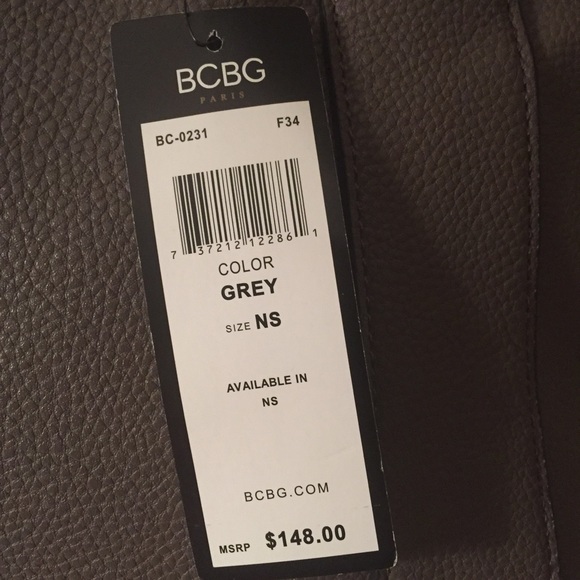 BCBG
PARIS
BC-0231 F34
7 37212 12286 1
COLOR
GREY
SIZE NS
AVAILABLE IN
NS
BCBG.COM
MSRP $148.00